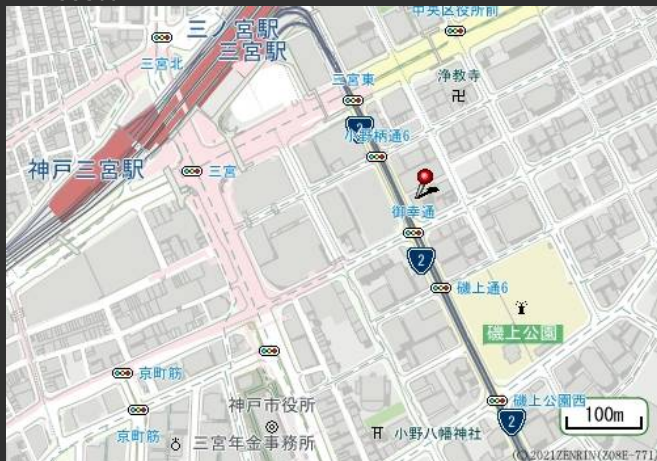 三ノ宮駅
三宮駅
中央区役所前
三宮北
三宮東
浄教寺
2
小野柄通6
神戸三宮駅
三宮
御幸通
2
磯上通6
磯上公園
京町筋
神戸市役所
磯上公園西
100m
京町筋
三宮年金事務所
小野八幡神社
2
(C)2021ZENRIN(Z08E-771)